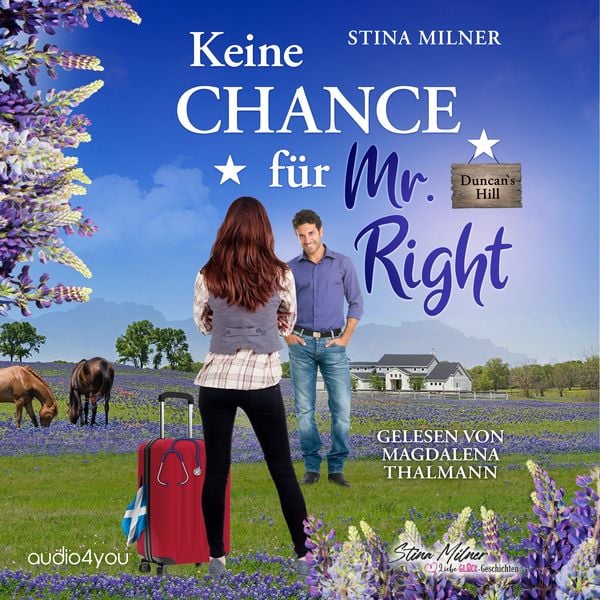 STINA MILNER
Keine
CHANCE
für Mr.
Right
Duncan's
Hill
GELESEN VON
MAGDALENA
THALMANN
audio4you
Stina Milner
Liebe GLÜCK-Geschichten